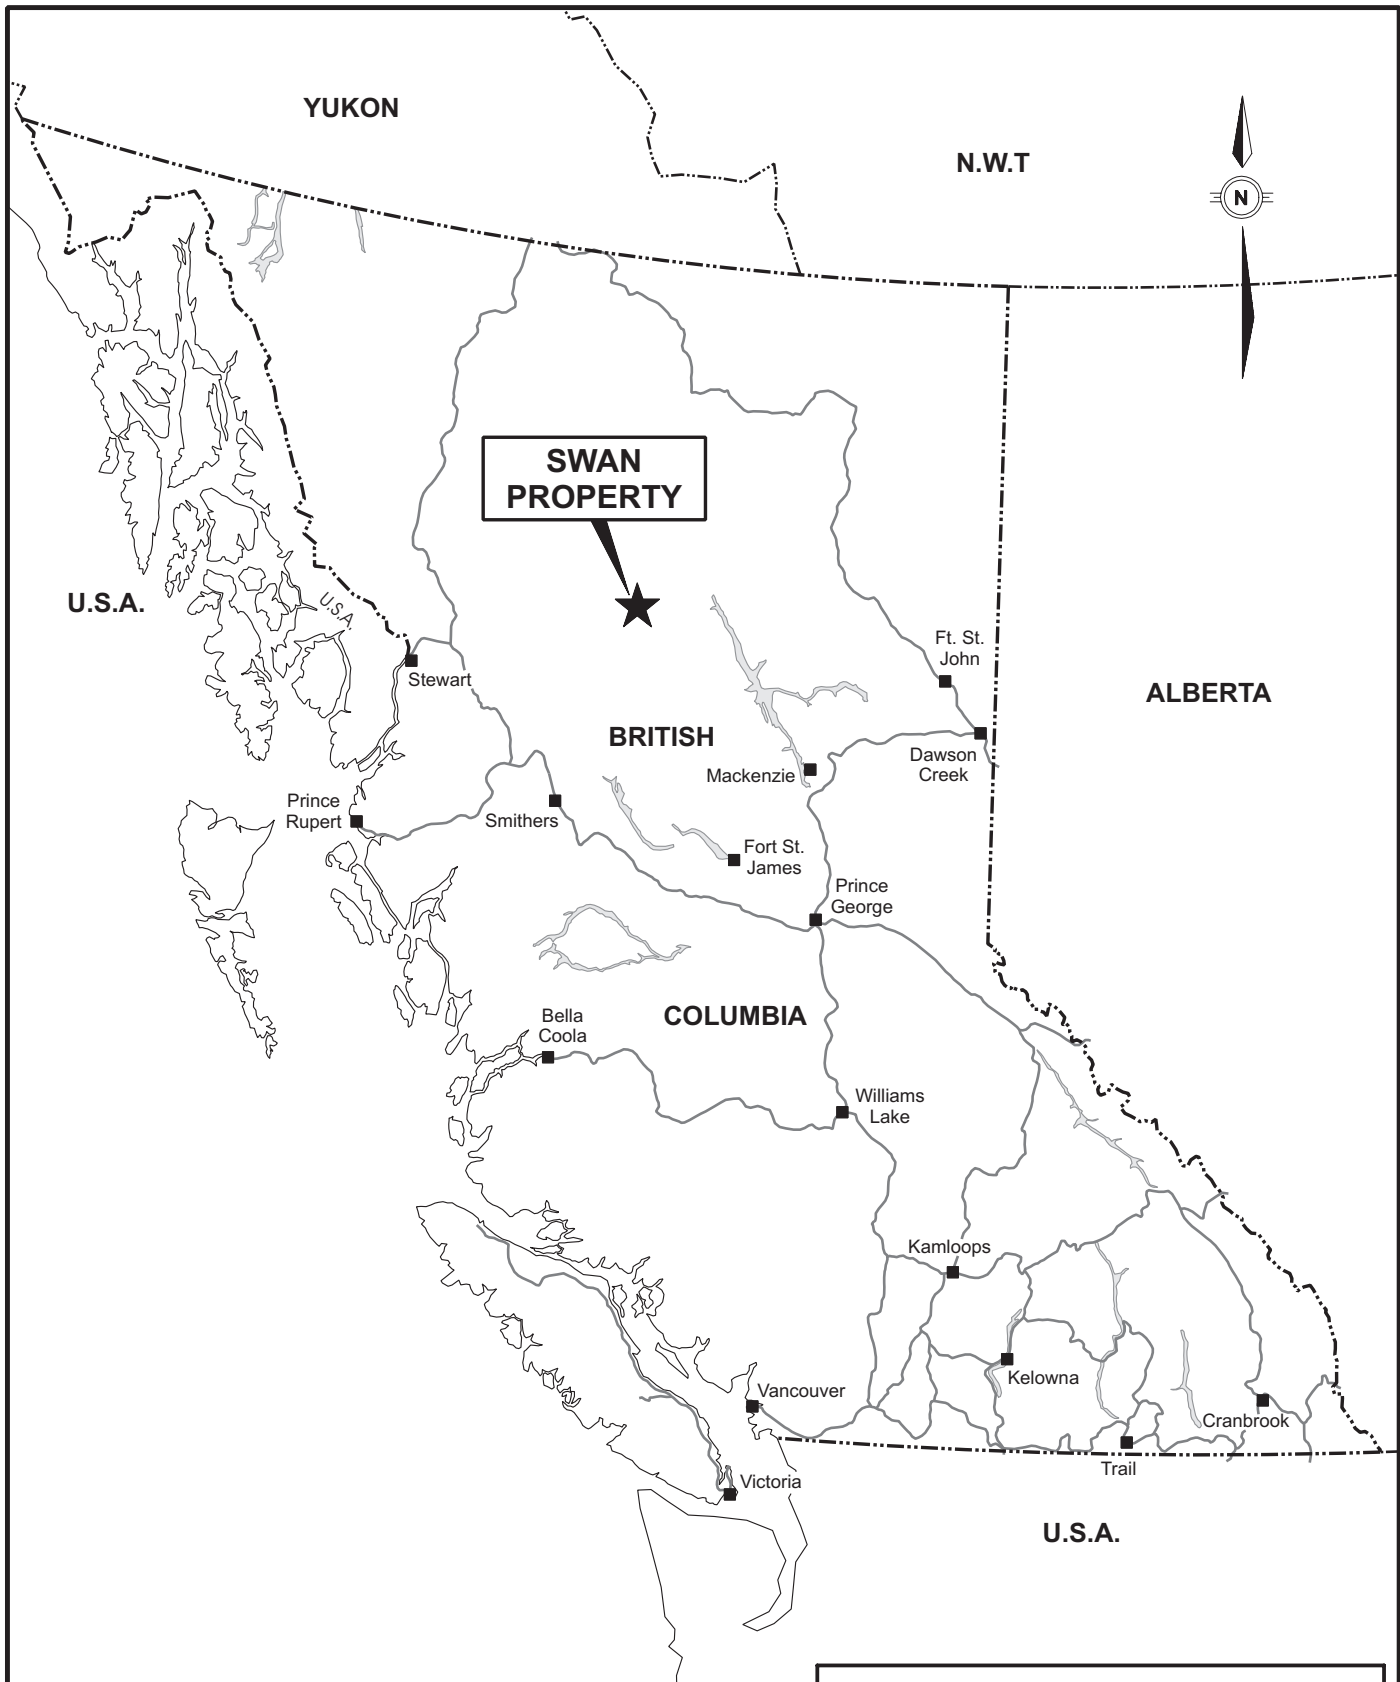 YUKON
N.W.T
N
SWAN
PROPERTY
U.S.A.
U.S.A.
Ft. St.
John
Stewart
ALBERTA
BRITISH
Dawson
Creek
Mackenzie
Prince
Rupert
Smithers
Fort St.
James
Prince
George
COLUMBIA
Bella
Coola
Williams
Lake
Kamloops
Kelowna
Vancouver
Cranbrook
Trail
Victoria
U.S.A.